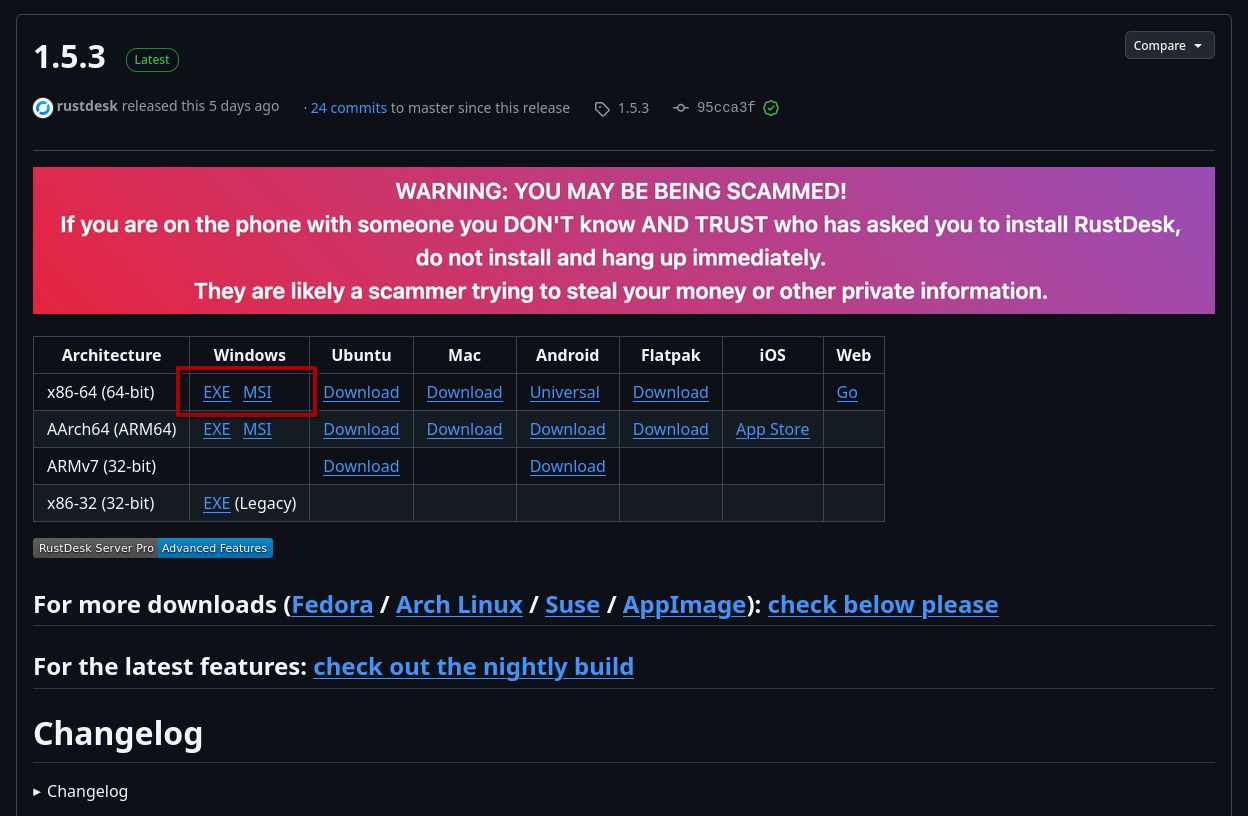 1.5.3 Latest Compare
rustdesk released this 5 days ago · 24 commits to master since this release 1.5.3 95cca3f
WARNING: YOU MAY BE BEING SCAMMED!
If you are on the phone with someone you DON'T know AND TRUST who has asked you to install RustDesk,
do not install and hang up immediately.
They are likely a scammer trying to steal your money or other private information.
Architecture Windows Ubuntu Mac Android Flatpak iOS Web
x86-64 (64-bit) EXE MSI Download Download Universal Download Go
AArch64 (ARM64) EXE MSI Download Download Download Download App Store
ARMv7 (32-bit) Download Download
x86-32 (32-bit) EXE (Legacy)
RustDesk Server Pro Advanced Features
For more downloads (Fedora / Arch Linux / Suse / AppImage): check below please
For the latest features: check out the nightly build
Changelog
Changelog